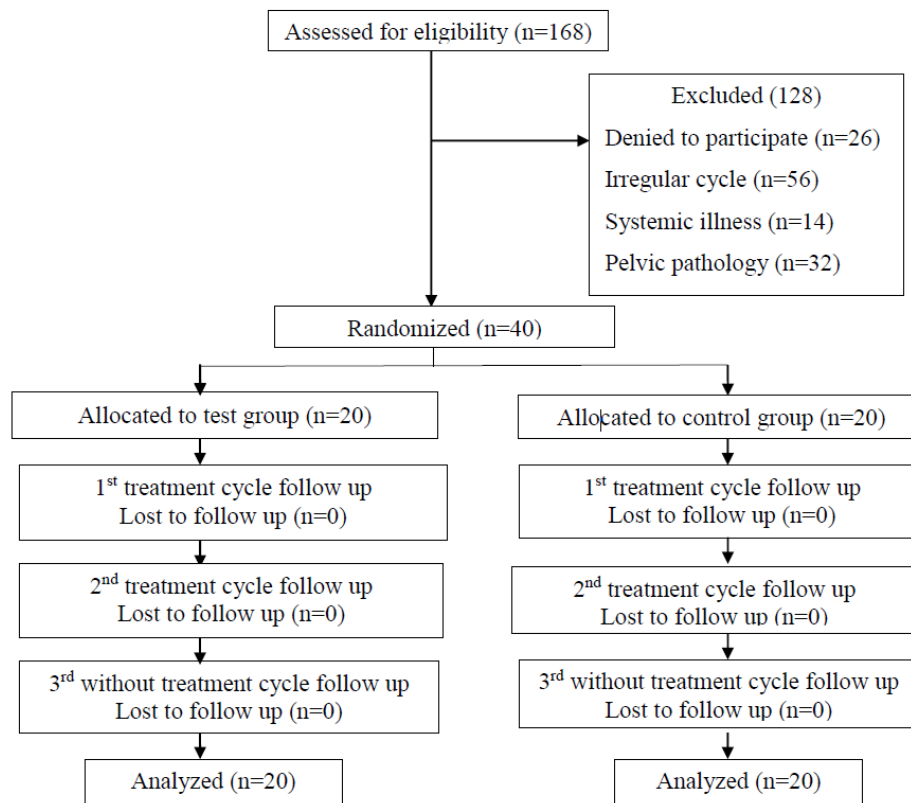 Assessed for eligibility (n=168)
Excluded (128)
Denied to participate (n=26)
Irregular cycle (n=56)
Systemic illness (n=14)
Pelvic pathology (n=32)
Randomized (n=40)
Allocated to test group (n=20)
1st treatment cycle follow up
Lost to follow up (n=0)
2nd treatment cycle follow up
Lost to follow up (n=0)
3rd without treatment cycle follow up
Lost to follow up (n=0)
Analyzed (n=20)
Allocated to control group (n=20)
1st treatment cycle follow up
Lost to follow up (n=0)
2nd treatment cycle follow up
Lost to follow up (n=0)
3rd without treatment cycle follow up
Lost to follow up (n=0)
Analyzed (n=20)